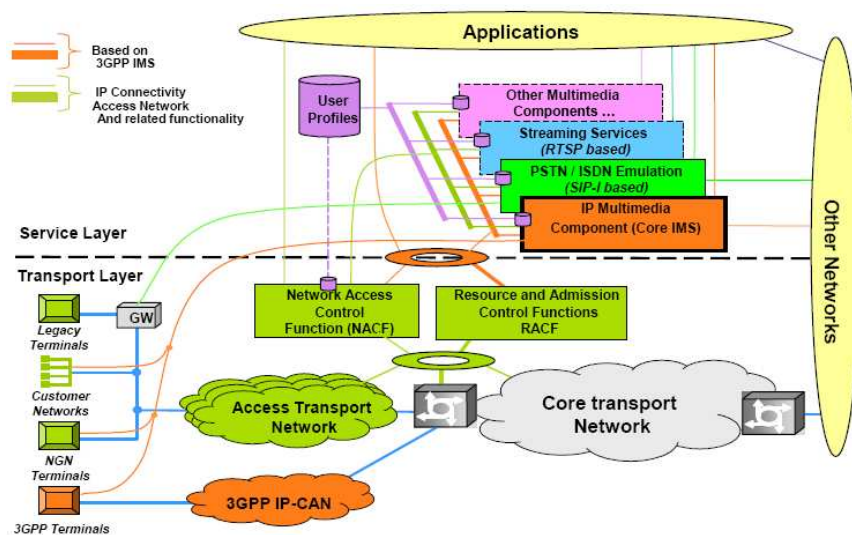 Applications
Based on
3GPP IMS
IP Connectivity
Access Network
And related functionality
User
Profiles
Other Multimedia
Components ...
Streaming Services
(RTSP based)
PSTN / ISDN Emulation
(SIP-I based)
IP Multimedia
Component (Core IMS)
Other Networks
Service Layer
Transport Layer
GW
Legacy
Terminals
Customer
Networks
NGN
Terminals
3GPP Terminals
Network Access
Control
Function (NACF)
Resource and Admission
Control Functions
RACF
Access Transport
Network
Core transport
Network
3GPP IP-CAN